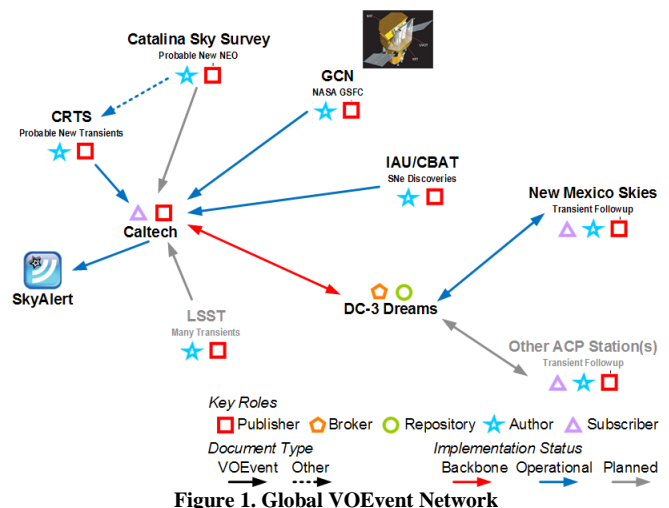 Catalina Sky Survey
Probable New NEO
GCN
NASA GSFC
CRTS
Probable New Transients
IAU/CBAT
SNe Discoveries
New Mexico Skies
Transient Followup
Caltech
SkyAlert
DC-3 Dreams
LSST
Many Transients
Other ACP Station(s)
Transient Followup
Key Roles
Publisher Broker Repository Author Subscriber
Document Type Implementation Status
VOEvent Other Backbone Operational Planned
Figure 1. Global VOEvent Network